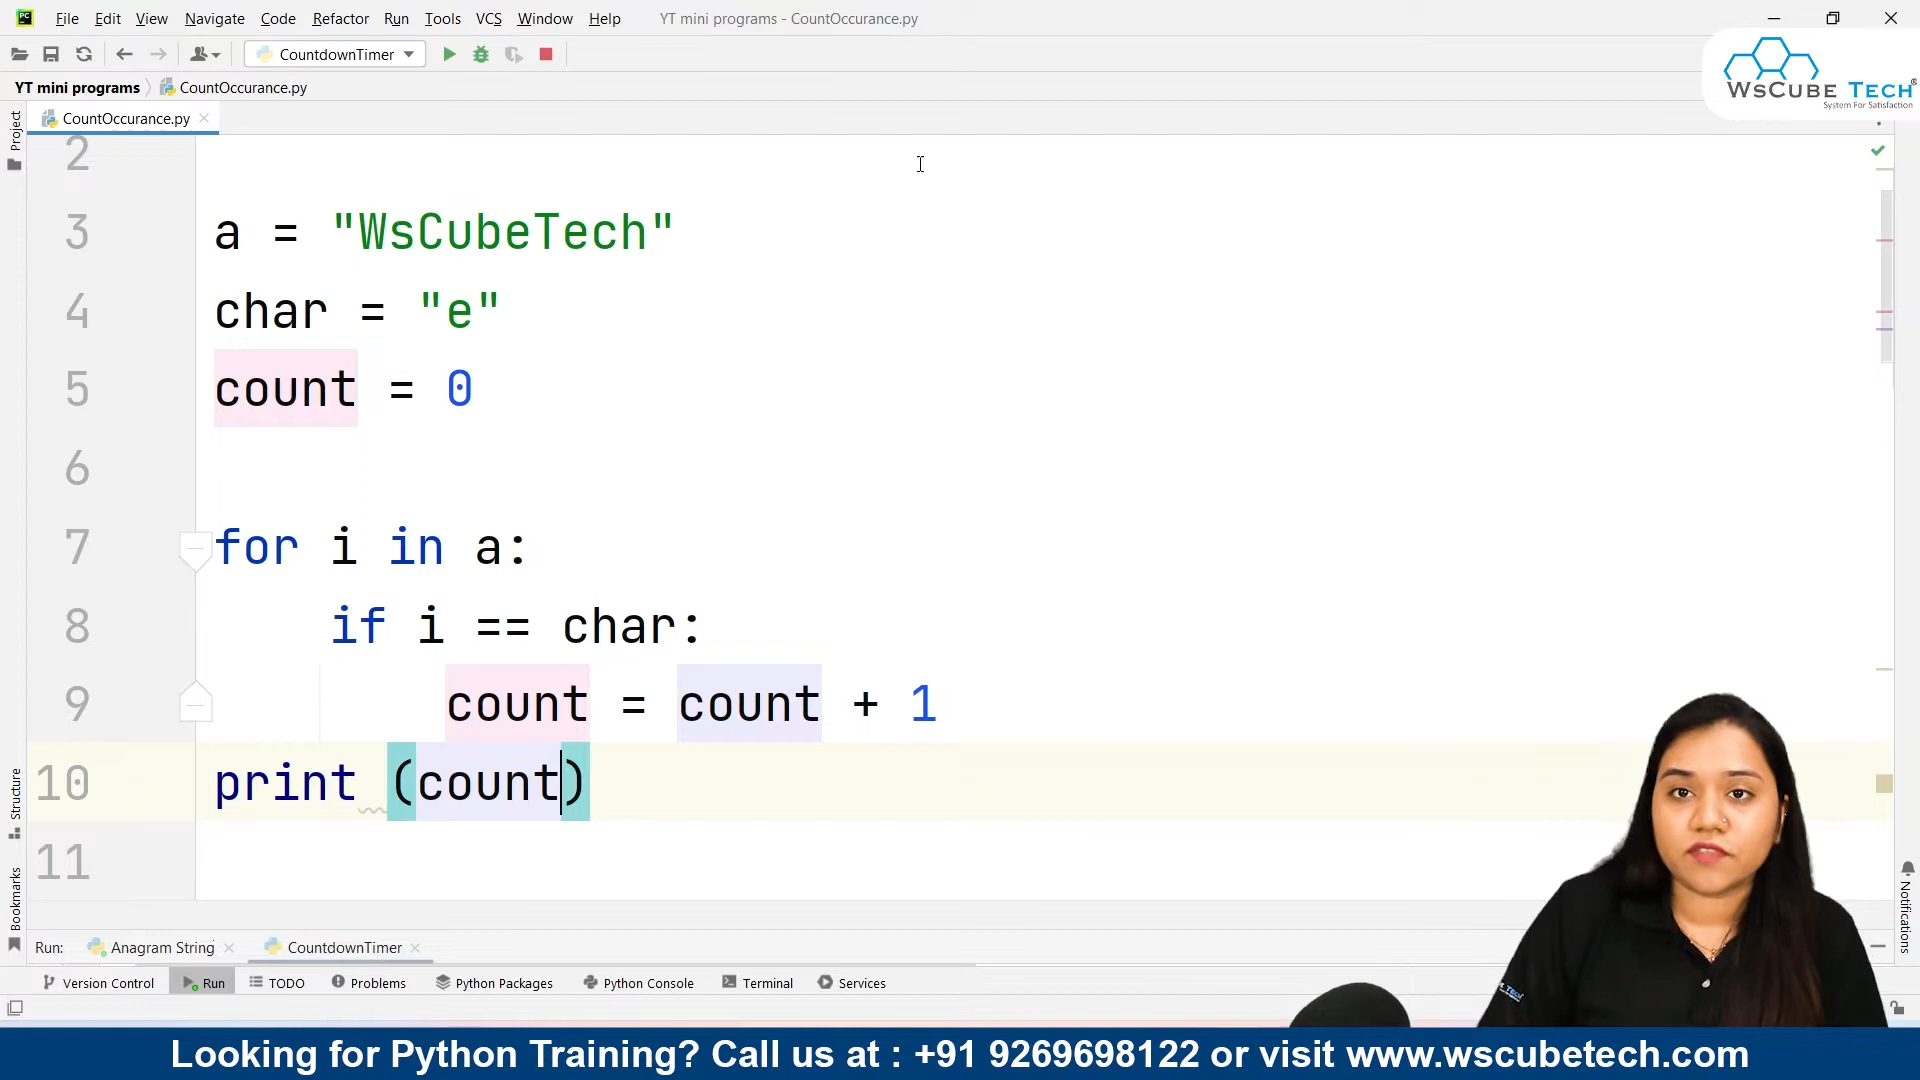 File Edit View Navigate Code Refactor Run Tools VCS Window Help YT mini programs - CountOccurance.py
CountdownTimer
WsCube Tech
System For Satisfaction
YT mini programs CountOccurance.py
CountOccurance.py
Project
2
3 a = "WsCubeTech"
4 char = "e"
5 count = 0
6
7 for i in a:
8 if i == char:
9 count = count + 1
10 print (count)
11
Structure
Bookmarks
Notifications
Run: Anagram String CountdownTimer
Version Control Run TODO Problems Python Packages Python Console Terminal Services
Looking for Python Training? Call us at : +91 9269698122 or visit www.wscubetech.com